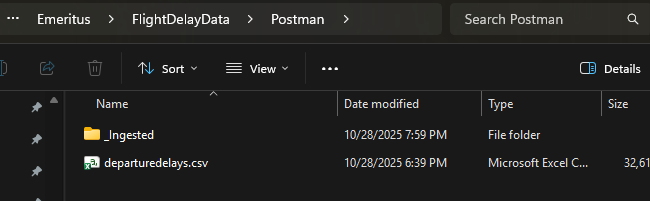 ... Emeritus > FlightDelayData > Postman > Search Postman
Sort View ... Details
Name Date modified Type Size
_Ingested 10/28/2025 7:59 PM File folder
departuredelays.csv 10/28/2025 6:39 PM Microsoft Excel C... 32,61